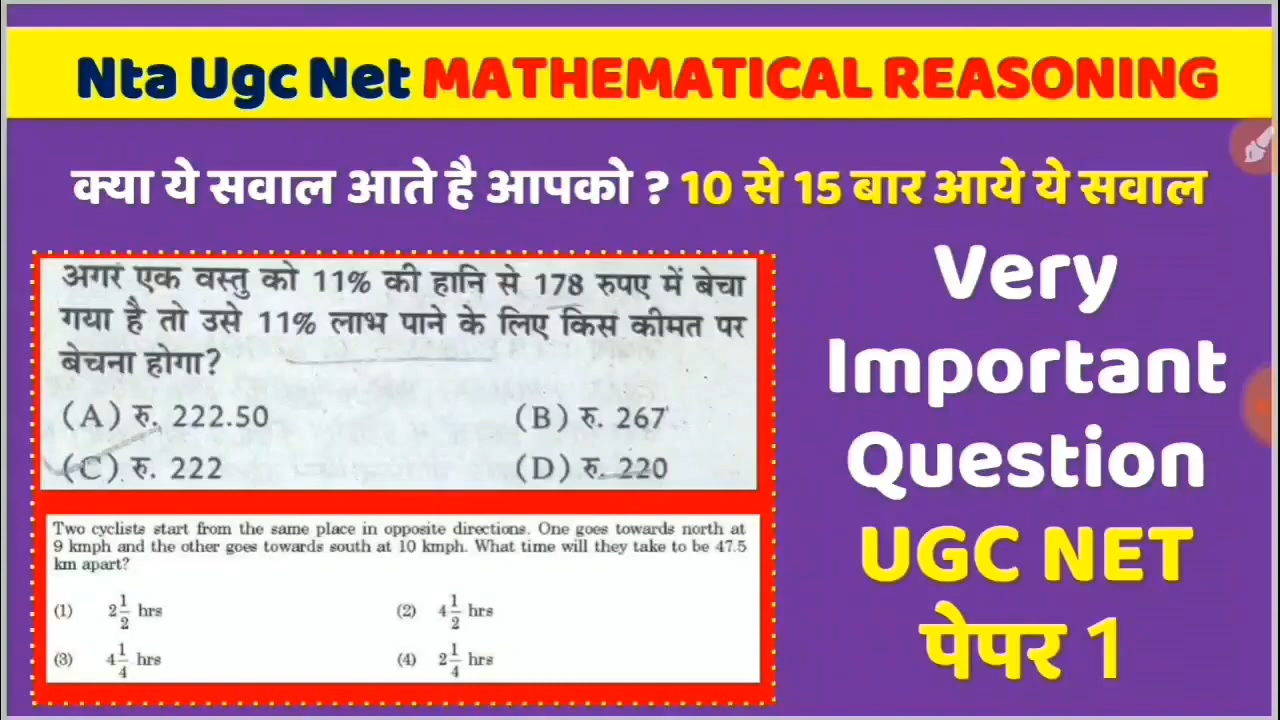 Nta Ugc Net MATHEMATICAL REASONING
क्या ये सवाल आते है आपको ? 10 से 15 बार आये ये सवाल
अगर एक वस्तु को 11% की हानि से 178 रुपए में बेचा
गया है तो उसे 11% लाभ पाने के लिए किस कीमत पर
बेचना होगा?
(A) रु. 222.50 (B) रु. 267
(C) रु. 222 (D) रु. 220
Two cyclists start from the same place in opposite directions. One goes towards north at
9 kmph and the other goes towards south at 10 kmph. What time will they take to be 47.5
km apart?
(1) 2 1/2 hrs (2) 4 1/2 hrs
(3) 4 1/4 hrs (4) 2 1/4 hrs
Very
Important
Question
UGC NET
पेपर 1